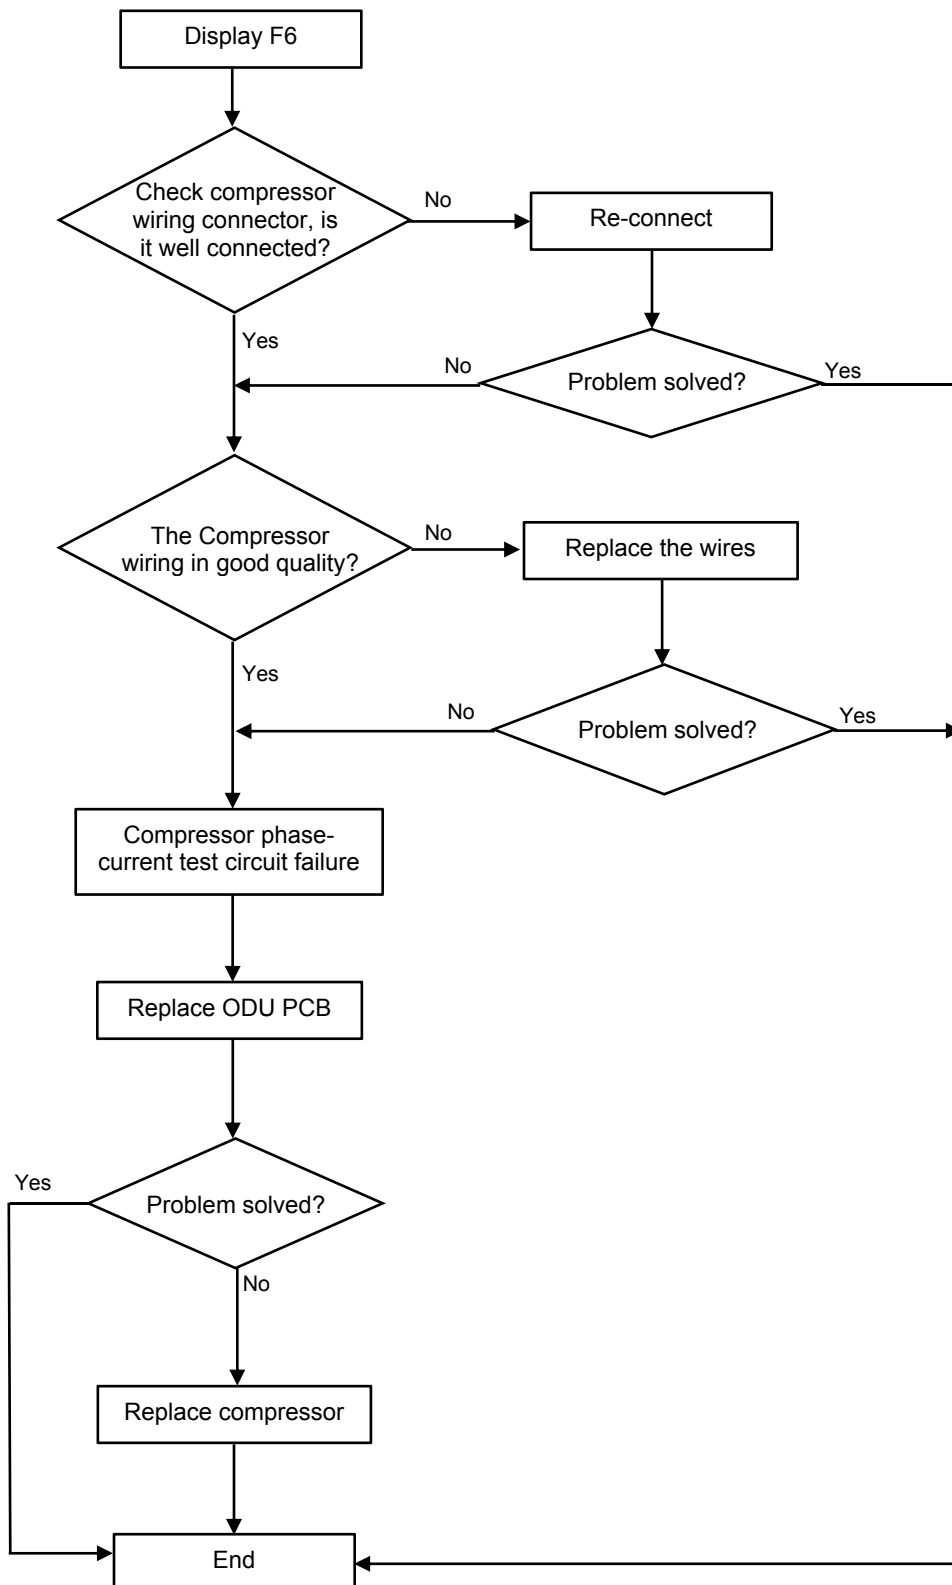 Display F6
Check compressor
wiring connector, is
it well connected?
No
Re-connect
Yes
No
Problem solved?
Yes
The Compressor
wiring in good quality?
No
Replace the wires
Yes
No
Problem solved?
Yes
Compressor phase-
current test circuit failure
Replace ODU PCB
Yes
Problem solved?
No
Replace compressor
End